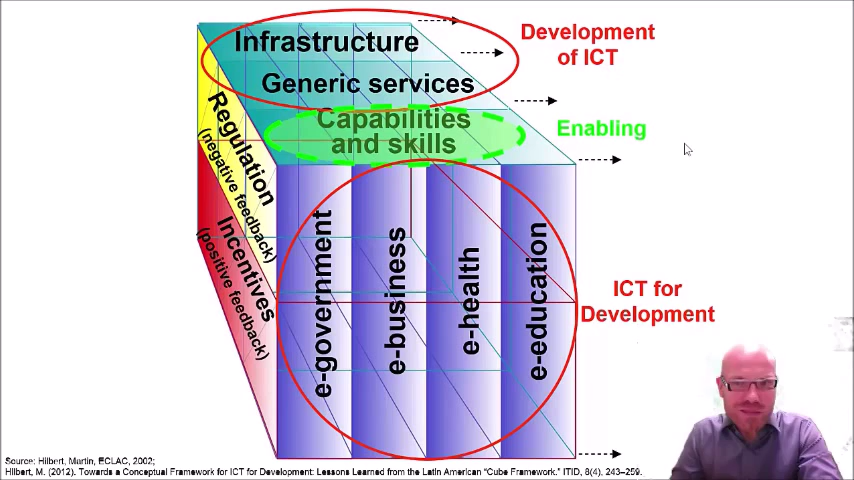 Infrastructure
Generic services
Capabilities
and skills
Development
of ICT
Enabling
Regulation
(negative feedback)
Incentives
(positive feedback)
e-government
e-business
e-health
e-education
ICT for
Development
Source: Hilbert, Martin, ECLAC, 2002;
Hilbert, M. (2012). Towards a Conceptual Framework for ICT for Development: Lessons Learned from the Latin American “Cube Framework.” ITID, 8(4), 243–259.